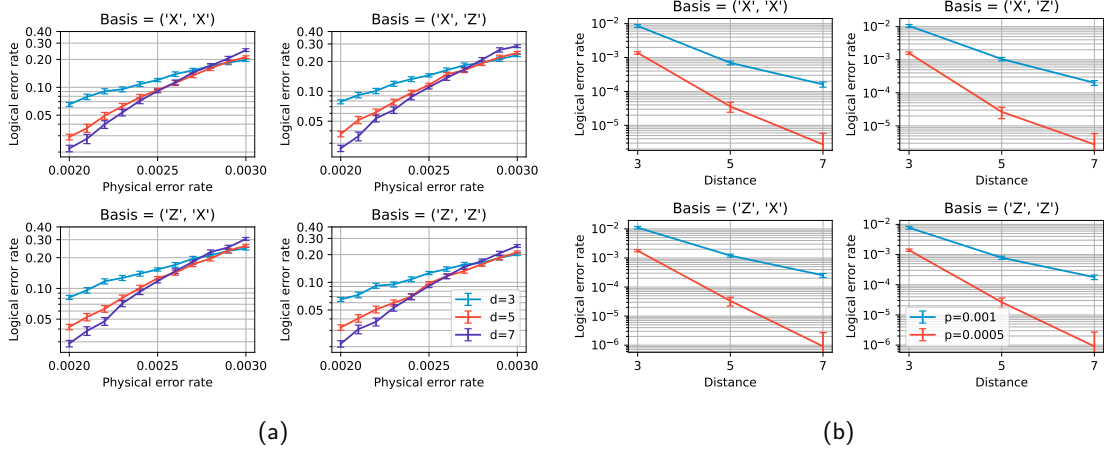 Basis = ('X', 'X')
Logical error rate
0.40
0.20
0.10
0.05
0.0020
0.0025
0.0030
Physical error rate
Basis = ('X', 'Z')
Logical error rate
0.40
0.20
0.10
0.05
0.0020
0.0025
0.0030
Physical error rate
Basis = ('Z', 'X')
Logical error rate
0.40
0.30
0.10
0.05
0.0020
0.0025
0.0030
Physical error rate
Basis = ('Z', 'Z')
Logical error rate
0.40
0.20
0.10
0.05
d=3
d=5
d=7
0.0020
0.0025
0.0030
Physical error rate
(a)
Basis = ('X', 'X')
Logical error rate
10⁻²
10⁻³
10⁻⁴
10⁻⁵
3
5
7
Distance
Basis = ('X', 'Z')
Logical error rate
10⁻²
10⁻³
10⁻⁴
10⁻⁵
3
5
7
Distance
Basis = ('Z', 'X')
Logical error rate
10⁻²
10⁻³
10⁻⁴
10⁻⁵
10⁻⁶
3
5
7
Distance
Basis = ('Z', 'Z')
Logical error rate
10⁻²
10⁻³
10⁻⁴
10⁻⁵
10⁻⁶
p=0.001
p=0.0005
3
5
7
Distance
(b)